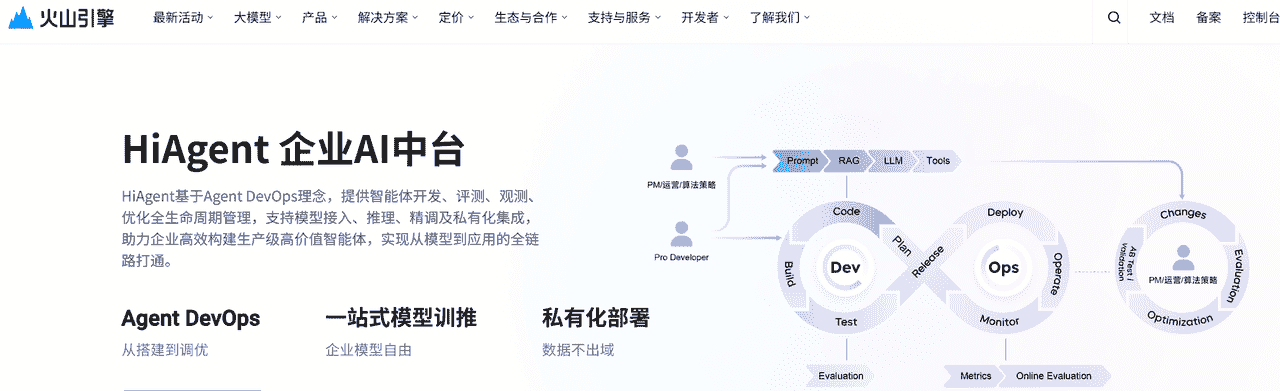 火山引擎
最新活动 大模型 产品 解决方案 定价 生态与合作 支持与服务 开发者 了解我们 文档 备案 控制台
HiAgent 企业AI中台
HiAgent基于Agent DevOps理念，提供智能体开发、评测、观测、
优化全生命周期管理，支持模型接入、推理、精调及私有化集成，
助力企业高效构建生产级高价值智能体，实现从模型到应用的全链
路打通。
Agent DevOps 一站式模型训推 私有化部署
从搭建到调优 企业模型自由 数据不出域
PM/运营/算法策略
Pro Developer
Prompt RAG LLM Tools
Code
Plan
Build
Dev
Test
Release
Deploy
Ops
Operate
Monitor
Changes
AB Test /
validation
PM/运营/算法策略
Evaluation
Optimization
Evaluation
Metrics Online Evaluation